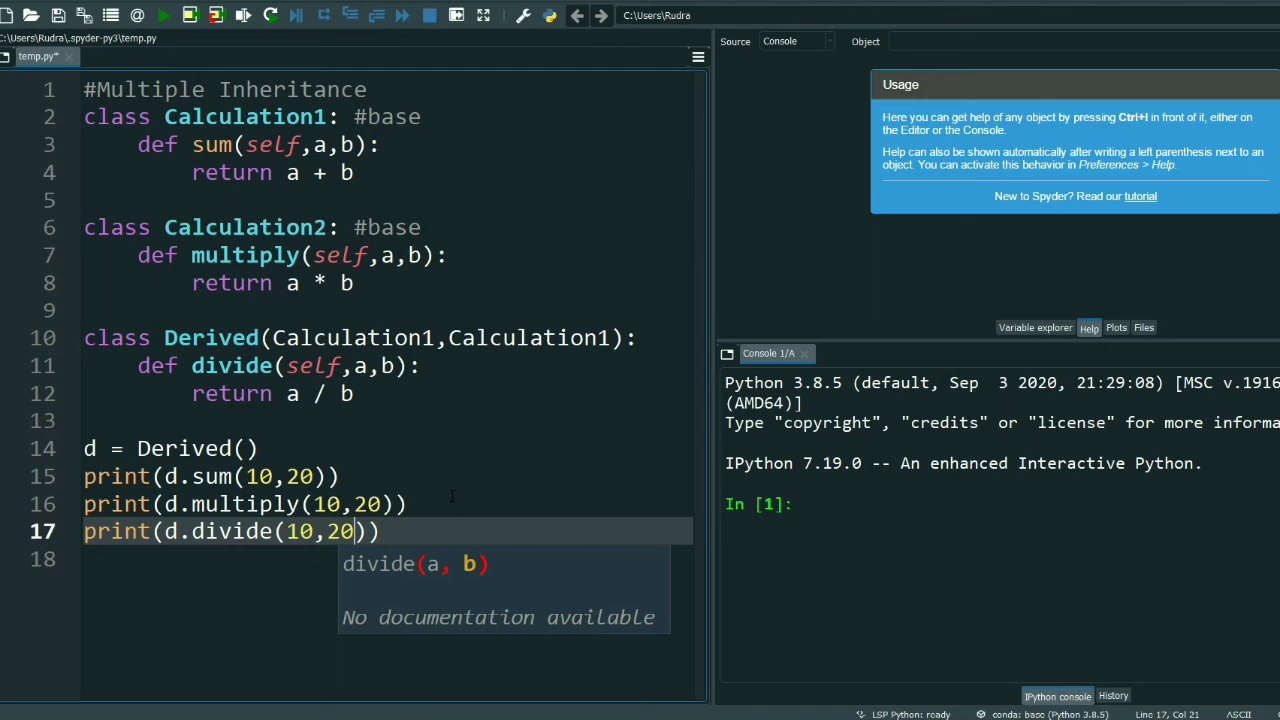 C:\Users\Rudra
C:\Users\Rudra\.spyder-py3\temp.py
temp.py*
1 #Multiple Inheritance
2 class Calculation1: #base
3     def sum(self,a,b):
4         return a + b
5
6 class Calculation2: #base
7     def multiply(self,a,b):
8         return a * b
9
10 class Derived(Calculation1,Calculation1):
11     def divide(self,a,b):
12         return a / b
13
14 d = Derived()
15 print(d.sum(10,20))
16 print(d.multiply(10,20))
17 print(d.divide(10,20))
18
divide(a, b)
No documentation available
Source Console Object
Usage
Here you can get help of any object by pressing Ctrl+I in front of it, either on
the Editor or the Console.
Help can also be shown automatically after writing a left parenthesis next to an
object. You can activate this behavior in Preferences > Help.
New to Spyder? Read our tutorial
Variable explorer Help Plots Files
Console 1/A
Python 3.8.5 (default, Sep  3 2020, 21:29:08) [MSC v.1916
(AMD64)]
Type "copyright", "credits" or "license" for more informa
IPython 7.19.0 -- An enhanced Interactive Python.
In [1]:
IPython console History
LSP Python: ready conda: base (Python 3.8.5) Line 17, Col 21 ASCII